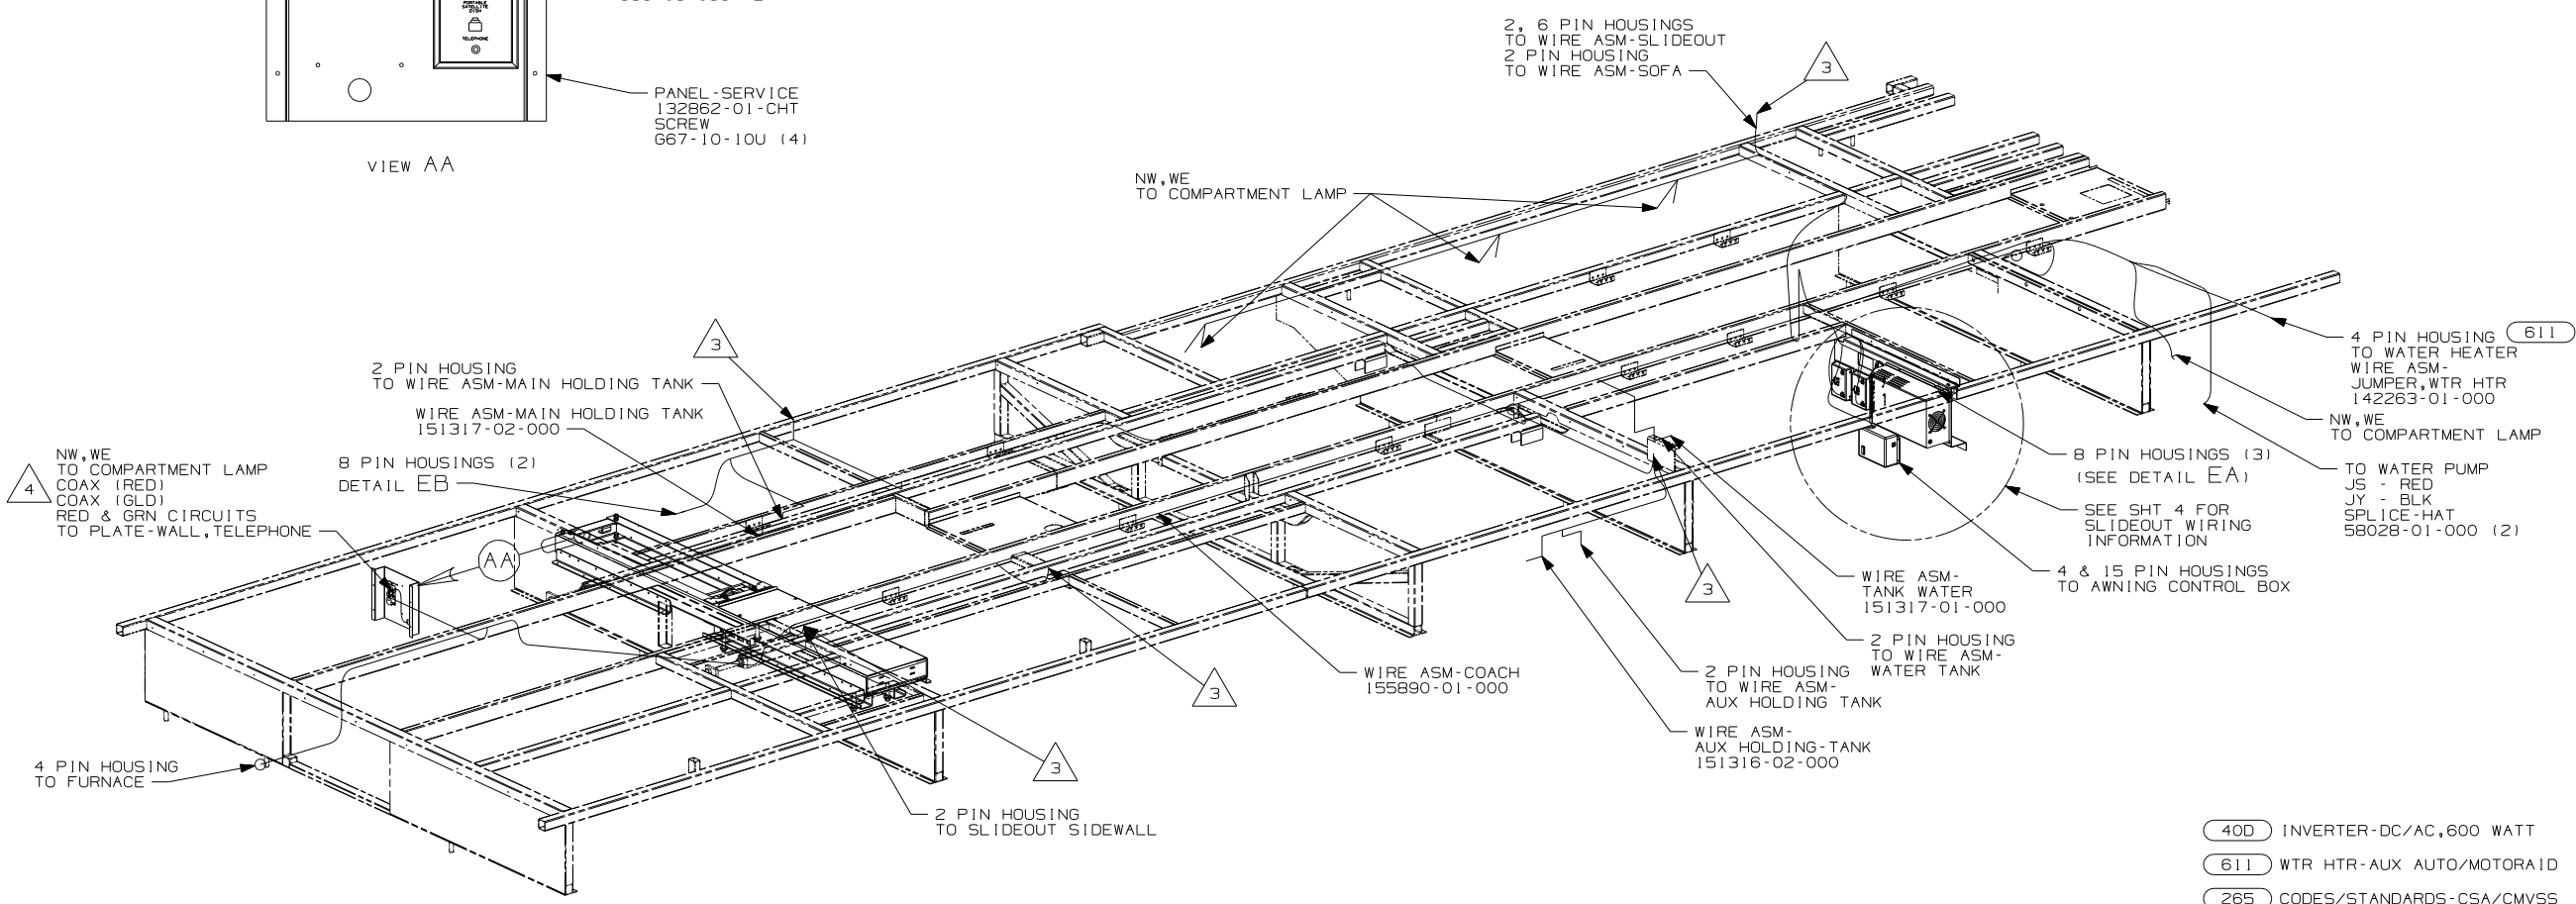 PORTABLE
SATELLITE
DISH
TELEPHONE
PANEL-SERVICE
132862-01-CHT
SCREW
G67-10-10U (4)
VIEW AA
2, 6 PIN HOUSINGS
TO WIRE ASM-SLIDEOUT
2 PIN HOUSING
TO WIRE ASM-SOFA
3
NW,WE
TO COMPARTMENT LAMP
3
2 PIN HOUSING
TO WIRE ASM-MAIN HOLDING TANK
WIRE ASM-MAIN HOLDING TANK
151317-02-000
8 PIN HOUSINGS (2)
DETAIL EB
4
NW,WE
TO COMPARTMENT LAMP
COAX (RED)
COAX (GLD)
RED & GRN CIRCUITS
TO PLATE-WALL,TELEPHONE
AA
4 PIN HOUSING
TO FURNACE
2 PIN HOUSING
TO SLIDEOUT SIDEWALL
3
3
WIRE ASM-COACH
155890-01-000
WIRE ASM-
AUX HOLDING-TANK
151316-02-000
2 PIN HOUSING
TO WIRE ASM-
AUX HOLDING TANK
2 PIN HOUSING
TO WIRE ASM-
WATER TANK
WIRE ASM-
TANK WATER
151317-01-000
3
4 PIN HOUSING
TO WATER HEATER
WIRE ASM-
JUMPER,WTR HTR
142263-01-000
611
NW,WE
TO COMPARTMENT LAMP
8 PIN HOUSINGS (3)
(SEE DETAIL EA)
TO WATER PUMP
JS - RED
JY - BLK
SPLICE-HAT
58028-01-000 (2)
SEE SHT 4 FOR
SLIDEOUT WIRING
INFORMATION
4 & 15 PIN HOUSINGS
TO AWNING CONTROL BOX
40D INVERTER-DC/AC,600 WATT
611 WTR HTR-AUX AUTO/MOTORAID
265 CODES/STANDARDS-CSA/CMVSS